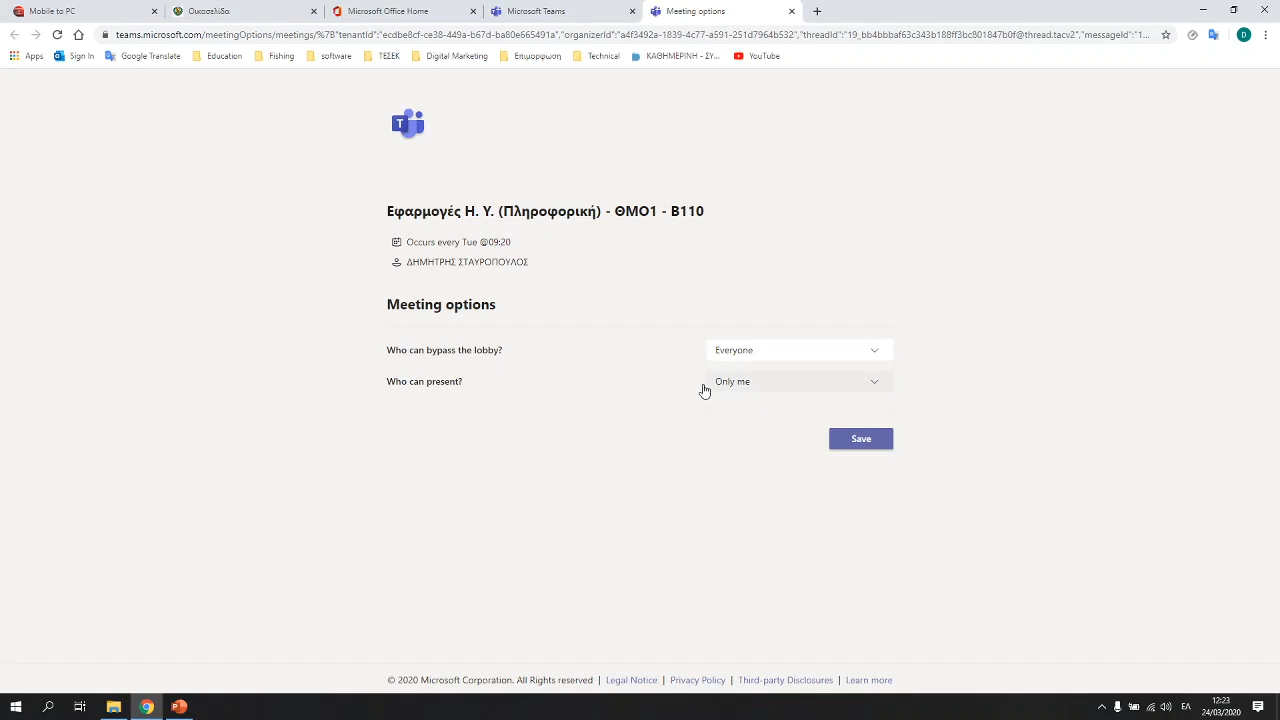 Mobile to PC
Οικοσελίδα
Microsoft Office Home
Microsoft Teams
Meeting options
teams.microsoft.com/meetingOptions/meetings/%7B"tenantId":"ecdbe8cf-ce38-449a-b67d-ba80e665491a","organizerId":"a4f3492a-1839-4c77-a591-251d7964b532","threadId":"19_bb4bbbaf63c343b188ff3bc801847b0f@thread.tacv2","messageId":"1...
D
Apps
Sign In
Google Translate
Education
Fishing
software
ΤΕΣΕΚ
Digital Marketing
Επιμορφωση
Technical
ΚΑΘΗΜΕΡΙΝΗ - ΣΥ...
YouTube
T
Εφαρμογές Η. Υ. (Πληροφορική) - ΘΜΟ1 - Β110
Occurs every Tue @09:20
ΔΗΜΗΤΡΗΣ ΣΤΑΥΡΟΠΟΥΛΟΣ
Meeting options
Who can bypass the lobby?
Everyone
Who can present?
Only me
Save
© 2020 Microsoft Corporation. All Rights reserved | Legal Notice | Privacy Policy | Third-party Disclosures | Learn more
ΕΛ
12:23
24/03/2020